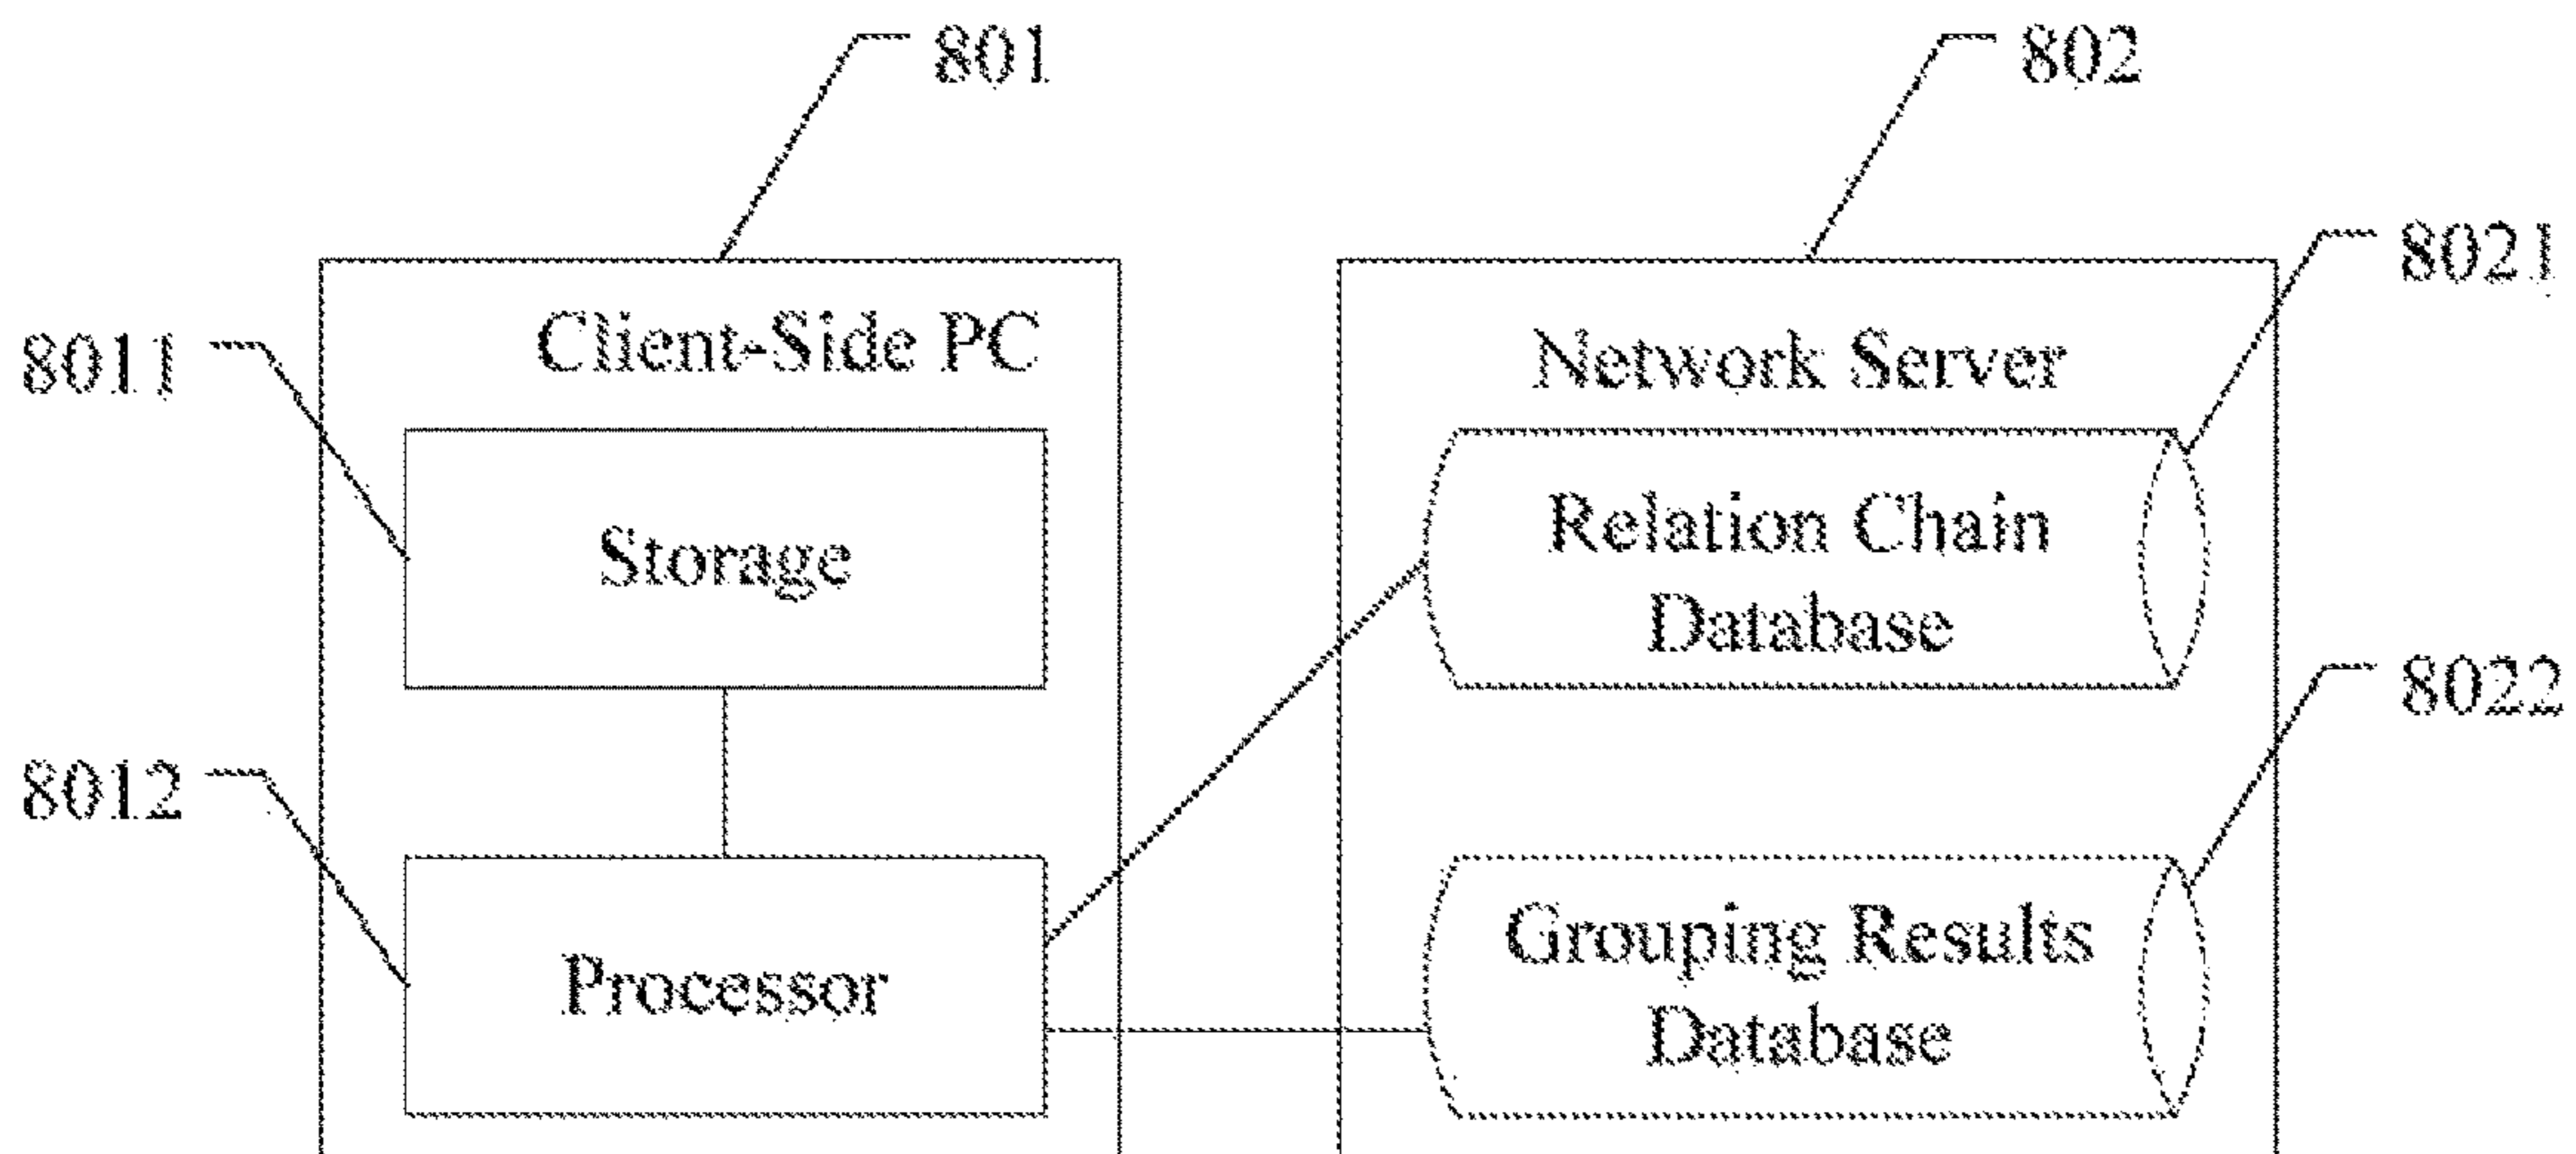 801
802
8021
Client-Side PC
Network Server
8011
Storage
Relation Chain
Database
8022
8012
Processor
Grouping Results
Database